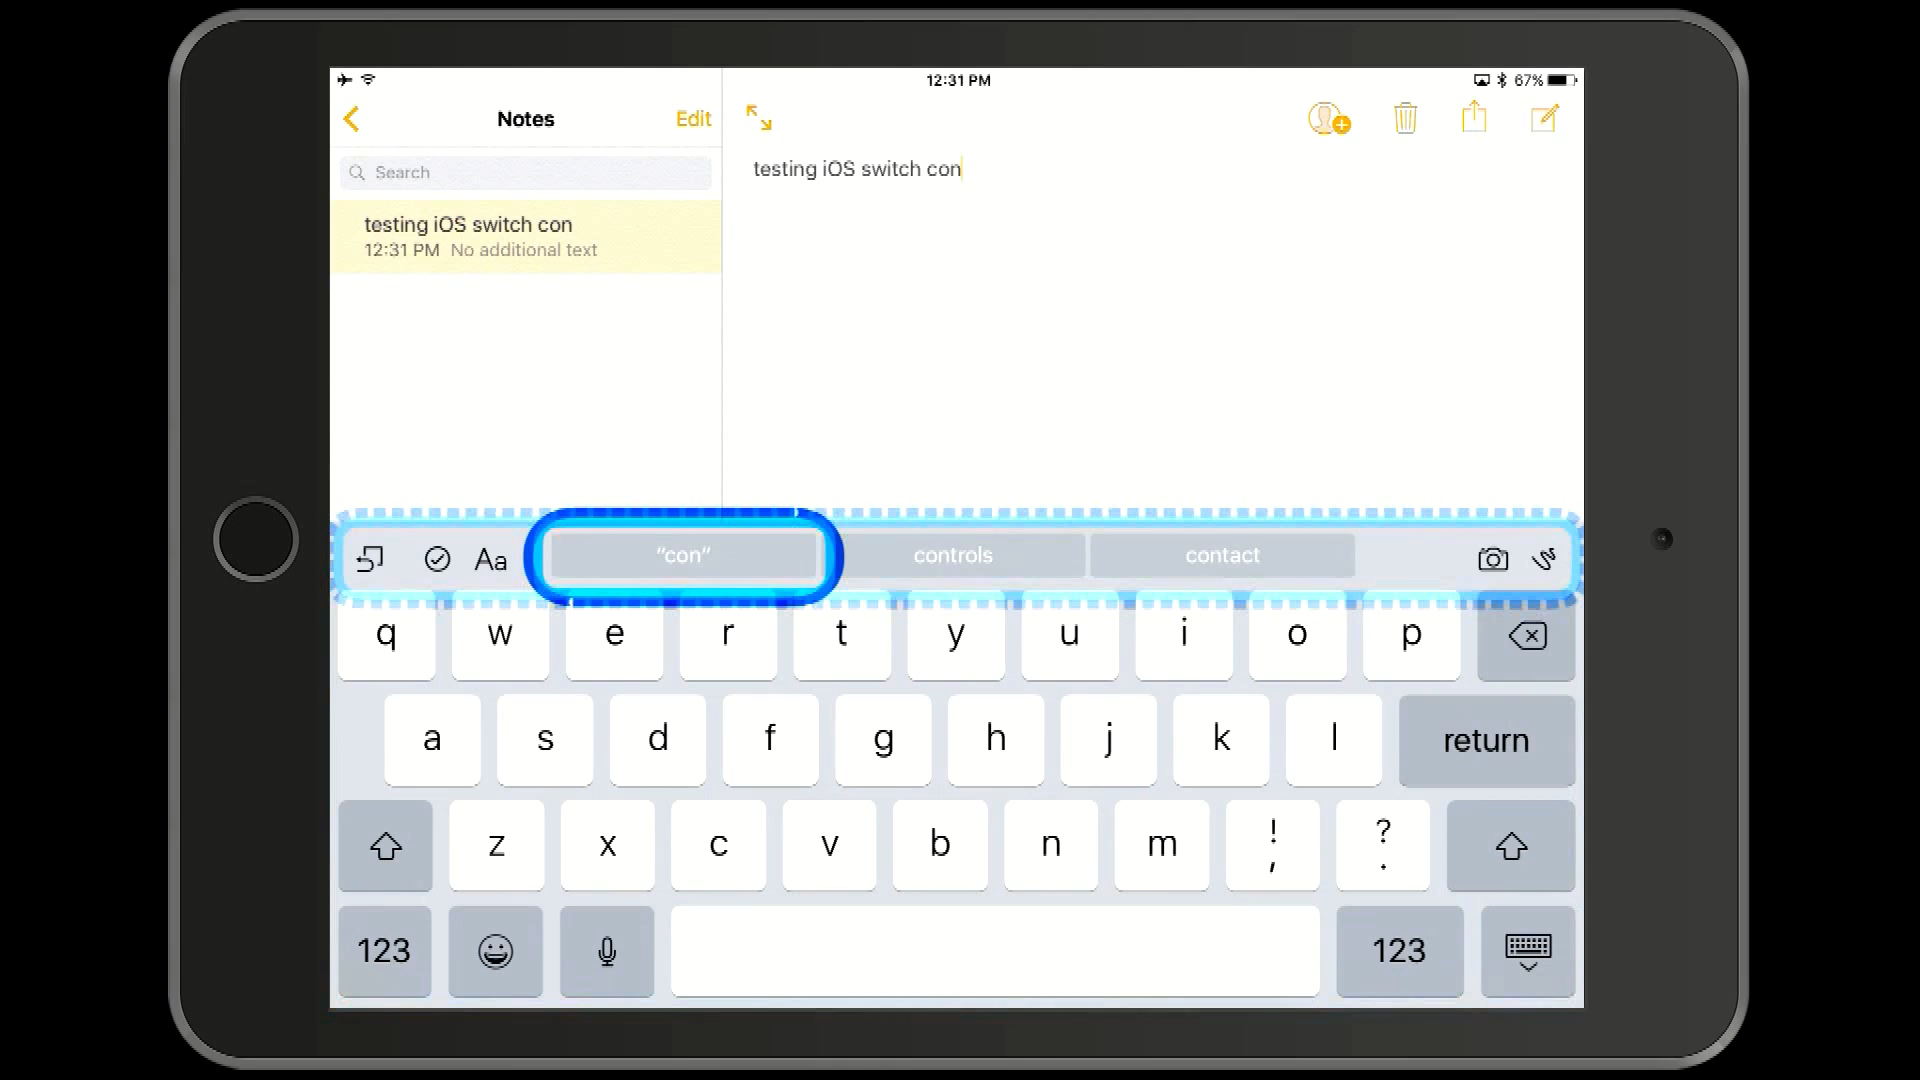 12:31 PM
67%
Notes
Edit
Search
testing iOS switch con
testing iOS switch con
12:31 PM No additional text
Aa
"con"
controls
contact
q w e r t y u i o p
a s d f g h j k l return
z x c v b n m ! , ? .
123
123